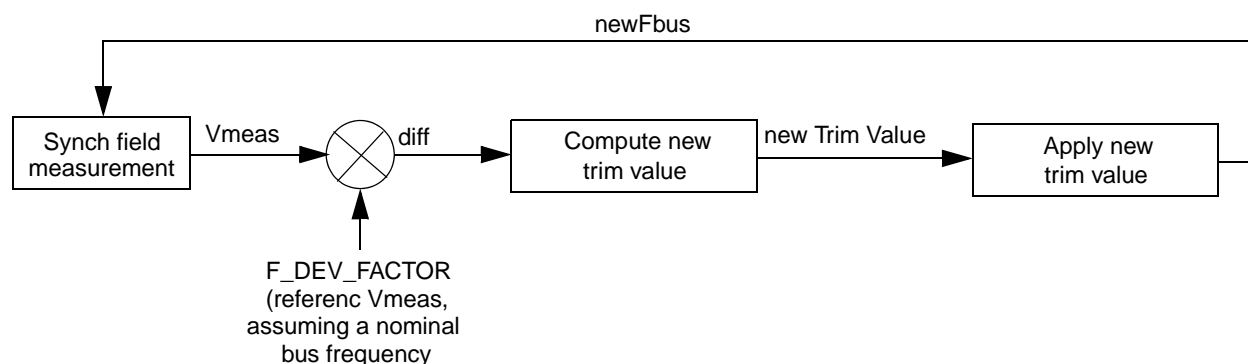 newFbus
Synch field
measurement
Vmeas
diff
Compute new
trim value
new Trim Value
Apply new
trim value
F_DEV_FACTOR
(referenc Vmeas,
assuming a nominal
bus frequency